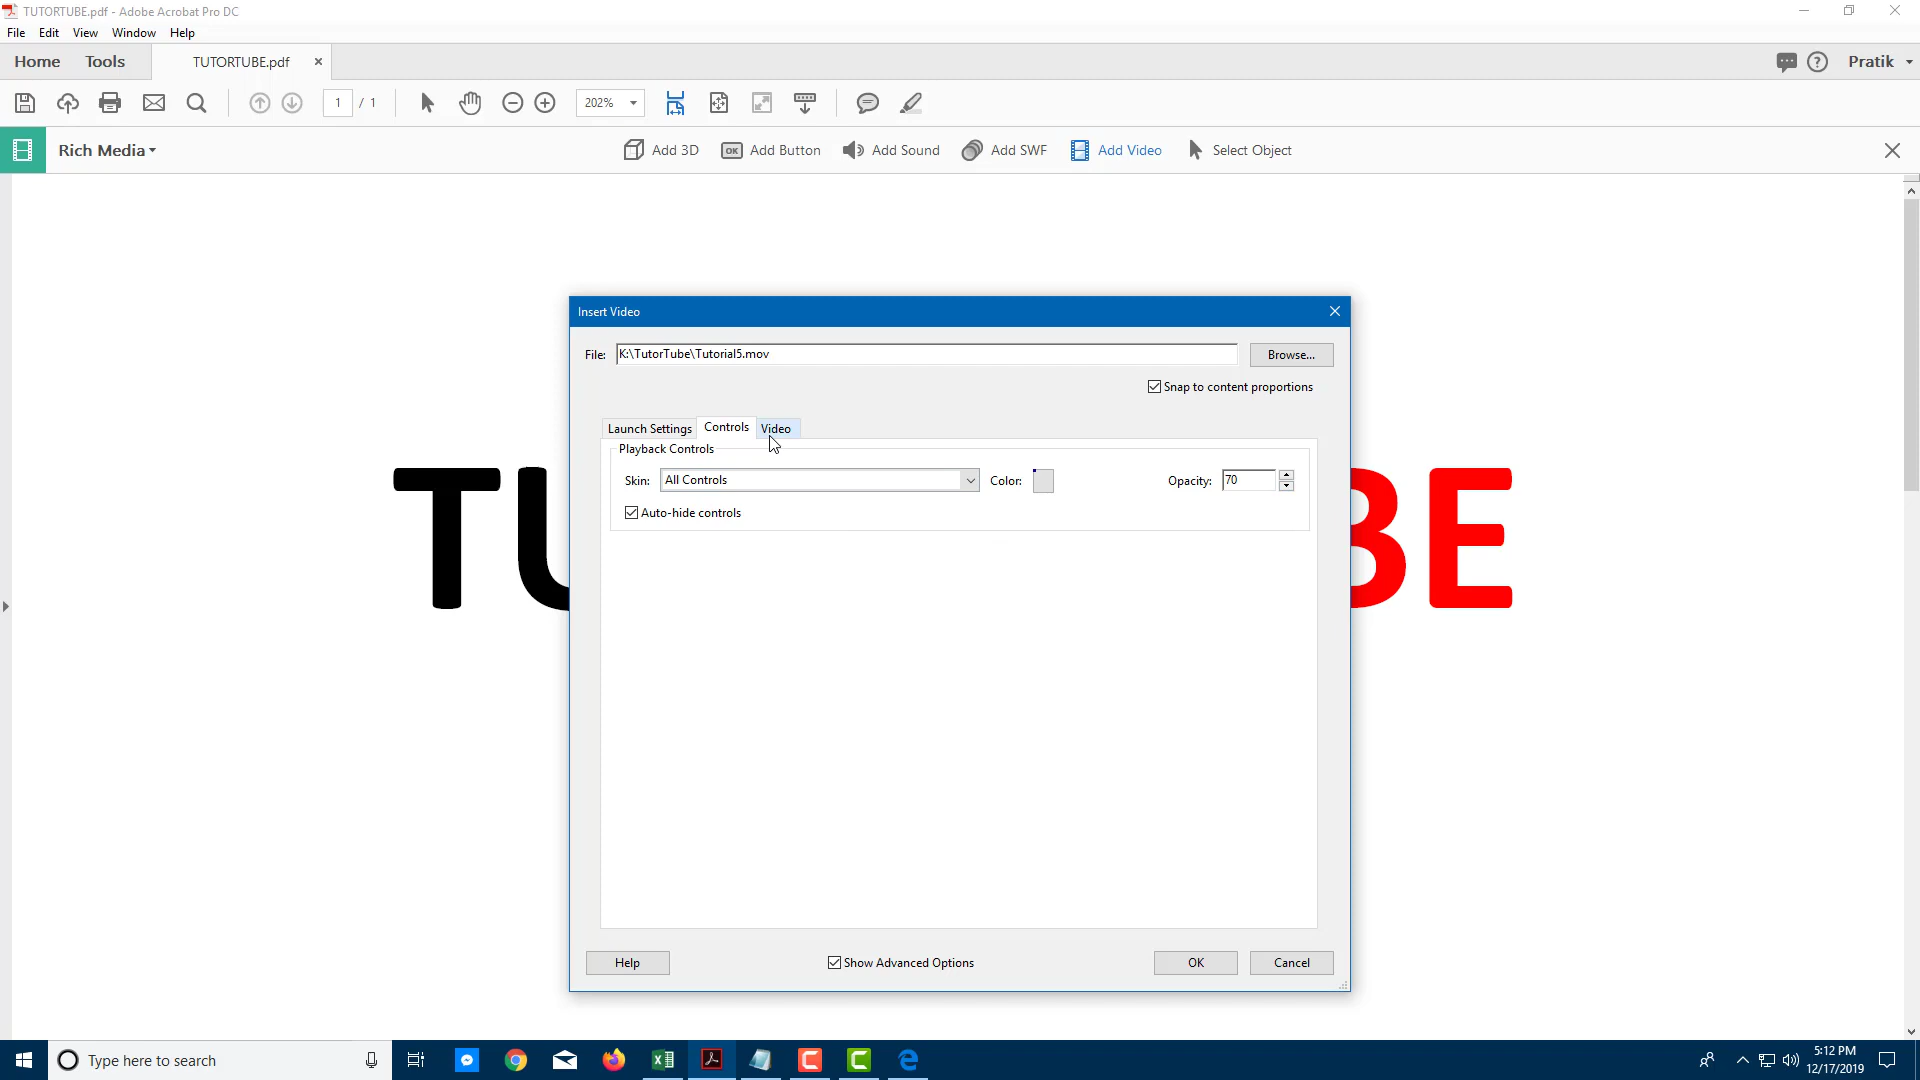 TUTORTUBE.pdf - Adobe Acrobat Pro DC
File Edit View Window Help
Home Tools TUTORTUBE.pdf Pratik
1 / 1 202%
Rich Media Add 3D OK Add Button Add Sound Add SWF Add Video Select Object
Insert Video
File: K:\TutorTube\Tutorial5.mov Browse...
Snap to content proportions
Launch Settings Controls Video
Playback Controls
Skin: All Controls Color: Opacity: 70
Auto-hide controls
TU BE
Help Show Advanced Options OK Cancel
Type here to search
5:12 PM
12/17/2019